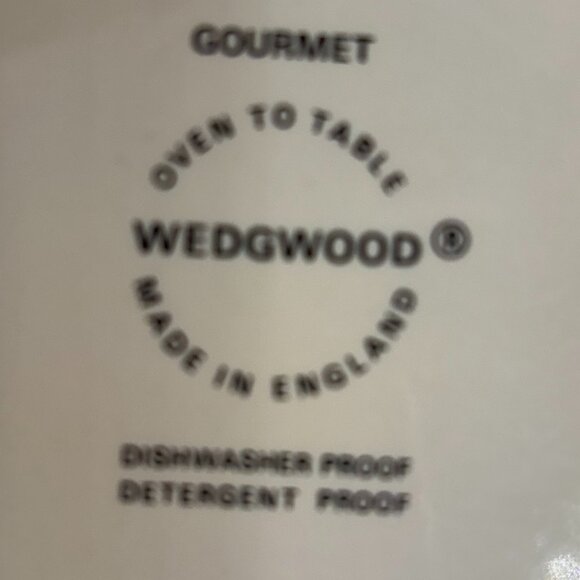 GOURMET
OVEN TO TABLE
WEDGWOOD®
MADE IN ENGLAND
DISHWASHER PROOF
DETERGENT PROOF